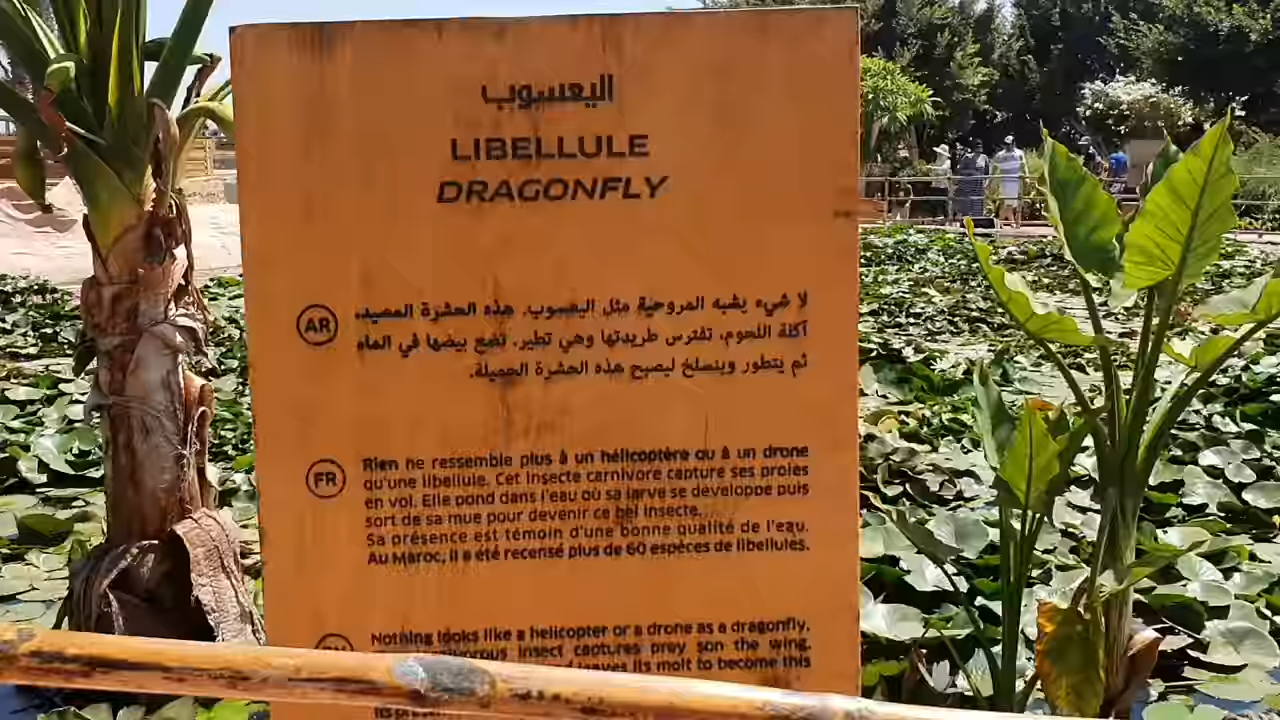 اليعسوب
LIBELLULE
DRAGONFLY
AR
لا شيء يشبه المروحية مثل اليعسوب. هذه الحشرة المصيد،
آكلة اللحوم، تفترس طريدتها وهي تطير. تضع بيضها في الماء
ثم يتطور وينسلخ ليصبح هذه الحشرة الجميلة.
FR
Rien ne ressemble plus à un hélicoptère ou à un drone
qu'une libellule. Cet insecte carnivore capture ses proies
en vol. Elle pond dans l'eau où sa larve se développe puis
sort de sa mue pour devenir ce bel insecte.
Sa présence est témoin d'une bonne qualité de l'eau.
Au Maroc, il a été recensé plus de 60 espèces de libellules.
Nothing looks like a helicopter or a drone as a dragonfly.
insect captures prey son the wing.
leaves its molt to become this